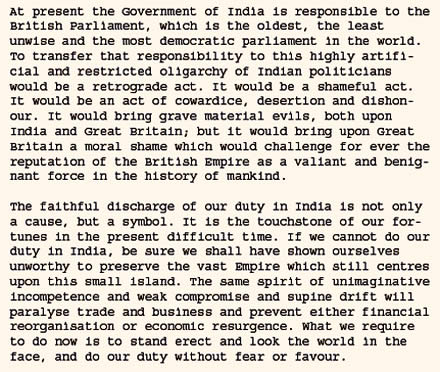 At present the Government of India is responsible to the
British Parliament, which is the oldest, the least
unwise and the most democratic parliament in the world.
To transfer that responsibility to this highly artifi-
cial and restricted oligarchy of Indian politicians
would be a retrograde act. It would be a shameful act.
It would be an act of cowardice, desertion and dishon-
our. It would bring grave material evils, both upon
India and Great Britain; but it would bring upon Great
Britain a moral shame which would challenge for ever the
reputation of the British Empire as a valiant and benig-
nant force in the history of mankind.

The faithful discharge of our duty in India is not only
a cause, but a symbol. It is the touchstone of our for-
tunes in the present difficult time. If we cannot do our
duty in India, be sure we shall have shown ourselves
unworthy to preserve the vast Empire which still centres
upon this small island. The same spirit of unimaginative
incompetence and weak compromise and supine drift will
paralyse trade and business and prevent either financial
reorganisation or economic resurgence. What we require
to do now is to stand erect and look the world in the
face, and do our duty without fear or favour.